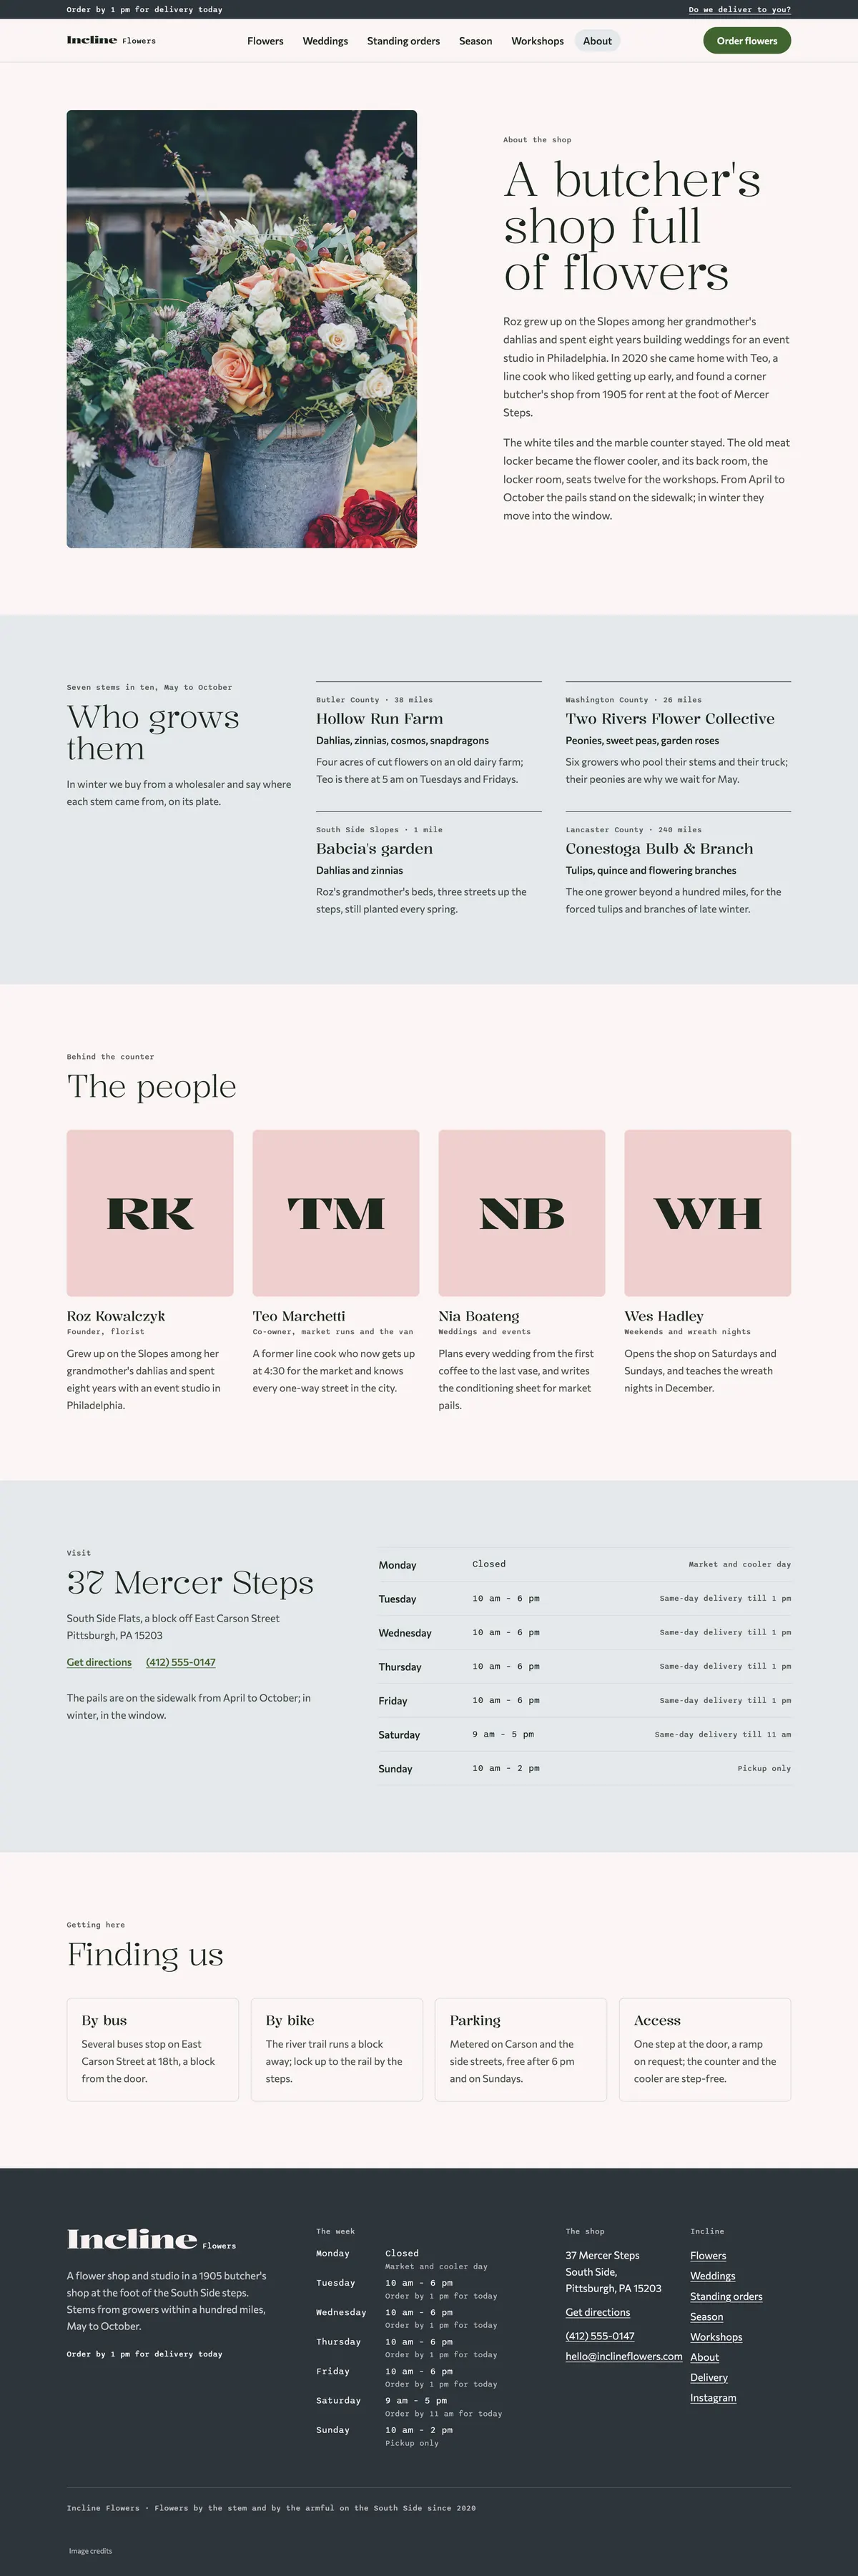 Order by 1 pm for delivery today
Do we deliver to you?
Incline Flowers
Flowers
Weddings
Standing orders
Season
Workshops
About
Order flowers
About the shop
A butcher's
shop full
of flowers
Roz grew up on the Slopes among her grandmother's
dahlias and spent eight years building weddings for an event
studio in Philadelphia. In 2020 she came home with Teo, a
line cook who liked getting up early, and found a corner
butcher's shop from 1905 for rent at the foot of Mercer
Steps.
The white tiles and the marble counter stayed. The old meat
locker became the flower cooler, and its back room, the
locker room, seats twelve for the workshops. From April to
October the pails stand on the sidewalk; in winter they
move into the window.
Seven stems in ten, May to October
Who grows
them
In winter we buy from a wholesaler and say where
each stem came from, on its plate.
Butler County · 38 miles
Hollow Run Farm
Dahlias, zinnias, cosmos, snapdragons
Four acres of cut flowers on an old dairy farm;
Teo is there at 5 am on Tuesdays and Fridays.
Washington County · 26 miles
Two Rivers Flower Collective
Peonies, sweet peas, garden roses
Six growers who pool their stems and their truck;
their peonies are why we wait for May.
South Side Slopes · 1 mile
Babcia's garden
Dahlias and zinnias
Roz's grandmother's beds, three streets up the
steps, still planted every spring.
Lancaster County · 240 miles
Conestoga Bulb & Branch
Tulips, quince and flowering branches
The one grower beyond a hundred miles, for the
forced tulips and branches of late winter.
Behind the counter
The people
RK
Roz Kowalczyk
Founder, florist
Grew up on the Slopes among her
grandmother's dahlias and spent
eight years with an event studio in
Philadelphia.
TM
Teo Marchetti
Co-owner, market runs and the van
A former line cook who now gets up
at 4:30 for the market and knows
every one-way street in the city.
NB
Nia Boateng
Weddings and events
Plans every wedding from the first
coffee to the last vase, and writes
the conditioning sheet for market
pails.
WH
Wes Hadley
Weekends and wreath nights
Opens the shop on Saturdays and
Sundays, and teaches the wreath
nights in December.
Visit
37 Mercer Steps
South Side Flats, a block off East Carson Street
Pittsburgh, PA 15203
Get directions
(412) 555-0147
The pails are on the sidewalk from April to October; in
winter, in the window.
Monday Closed Market and cooler day
Tuesday 10 am – 6 pm Same-day delivery till 1 pm
Wednesday 10 am – 6 pm Same-day delivery till 1 pm
Thursday 10 am – 6 pm Same-day delivery till 1 pm
Friday 10 am – 6 pm Same-day delivery till 1 pm
Saturday 9 am – 5 pm Same-day delivery till 11 am
Sunday 10 am – 2 pm Pickup only
Getting here
Finding us
By bus
Several buses stop on East
Carson Street at 18th, a block
from the door.
By bike
The river trail runs a block
away; lock up to the rail by the
steps.
Parking
Metered on Carson and the
side streets, free after 6 pm
and on Sundays.
Access
One step at the door, a ramp
on request; the counter and the
cooler are step-free.
Incline Flowers
A flower shop and studio in a 1905 butcher's
shop at the foot of the South Side steps.
Stems from growers within a hundred miles,
May to October.
Order by 1 pm for delivery today
The week
Monday Closed
Market and cooler day
Tuesday 10 am – 6 pm
Order by 1 pm for today
Wednesday 10 am – 6 pm
Order by 1 pm for today
Thursday 10 am – 6 pm
Order by 1 pm for today
Friday 10 am – 6 pm
Order by 1 pm for today
Saturday 9 am – 5 pm
Order by 11 am for today
Sunday 10 am – 2 pm
Pickup only
The shop
37 Mercer Steps
South Side,
Pittsburgh, PA 15203
Get directions
(412) 555-0147
hello@inclineflowers.com
Incline
Flowers
Weddings
Standing orders
Season
Workshops
About
Delivery
Instagram
Incline Flowers · Flowers by the stem and by the armful on the South Side since 2020
Image credits